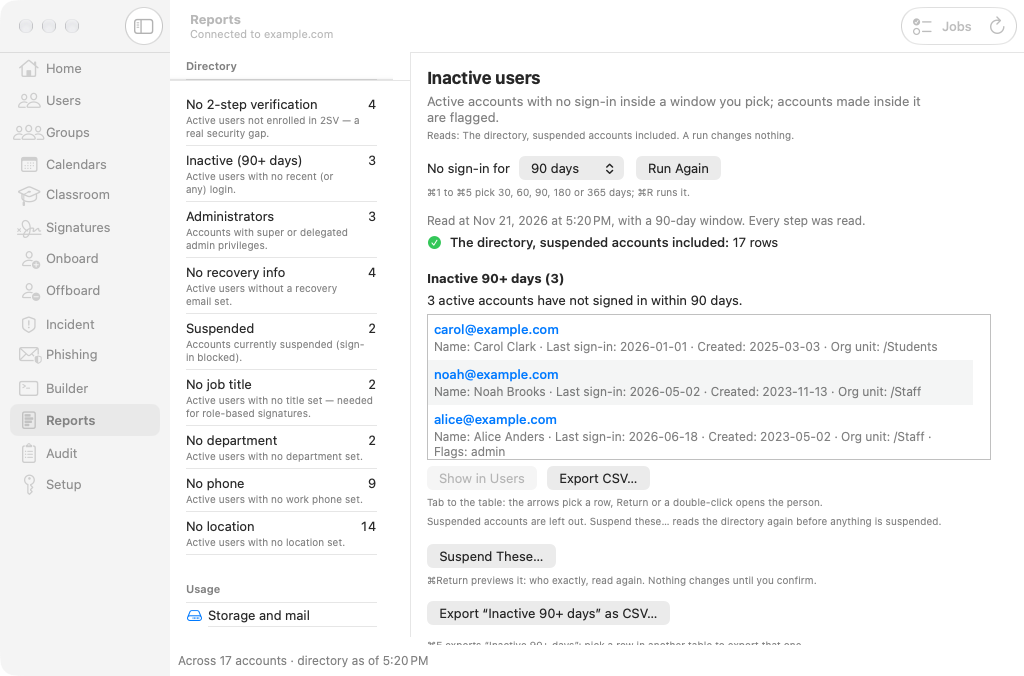 Reports
Connected to example.com
Jobs
Home
Users
Groups
Calendars
Classroom
Signatures
Onboard
Offboard
Incident
Phishing
Builder
Reports
Audit
Setup
Directory
No 2-step verification 4
Active users not enrolled in 2SV — a
real security gap.
Inactive (90+ days) 3
Active users with no recent (or
any) login.
Administrators 3
Accounts with super or delegated
admin privileges.
No recovery info 4
Active users without a recovery
email set.
Suspended 2
Accounts currently suspended (sign-
in blocked).
No job title 2
Active users with no title set — needed
for role-based signatures.
No department 2
Active users with no department set.
No phone 9
Active users with no work phone set.
No location 14
Active users with no location set.
Usage
Storage and mail
Across 17 accounts · directory as of 5:20 PM
Inactive users
Active accounts with no sign-in inside a window you pick; accounts made inside it
are flagged.
Reads: The directory, suspended accounts included. A run changes nothing.
No sign-in for 90 days Run Again
⌘1 to ⌘5 pick 30, 60, 90, 180 or 365 days; ⌘R runs it.
Read at Nov 21, 2026 at 5:20 PM, with a 90-day window. Every step was read.
The directory, suspended accounts included: 17 rows
Inactive 90+ days (3)
3 active accounts have not signed in within 90 days.
carol@example.com
Name: Carol Clark · Last sign-in: 2026-01-01 · Created: 2025-03-03 · Org unit: /Students
noah@example.com
Name: Noah Brooks · Last sign-in: 2026-05-02 · Created: 2023-11-13 · Org unit: /Staff
alice@example.com
Name: Alice Anders · Last sign-in: 2026-06-18 · Created: 2023-05-02 · Org unit: /Staff ·
Flags: admin
Show in Users Export CSV...
Tab to the table: the arrows pick a row, Return or a double-click opens the person.
Suspended accounts are left out. Suspend these... reads the directory again before anything is suspended.
Suspend These...
⌘Return previews it: who exactly, read again. Nothing changes until you confirm.
Export “Inactive 90+ days” as CSV...